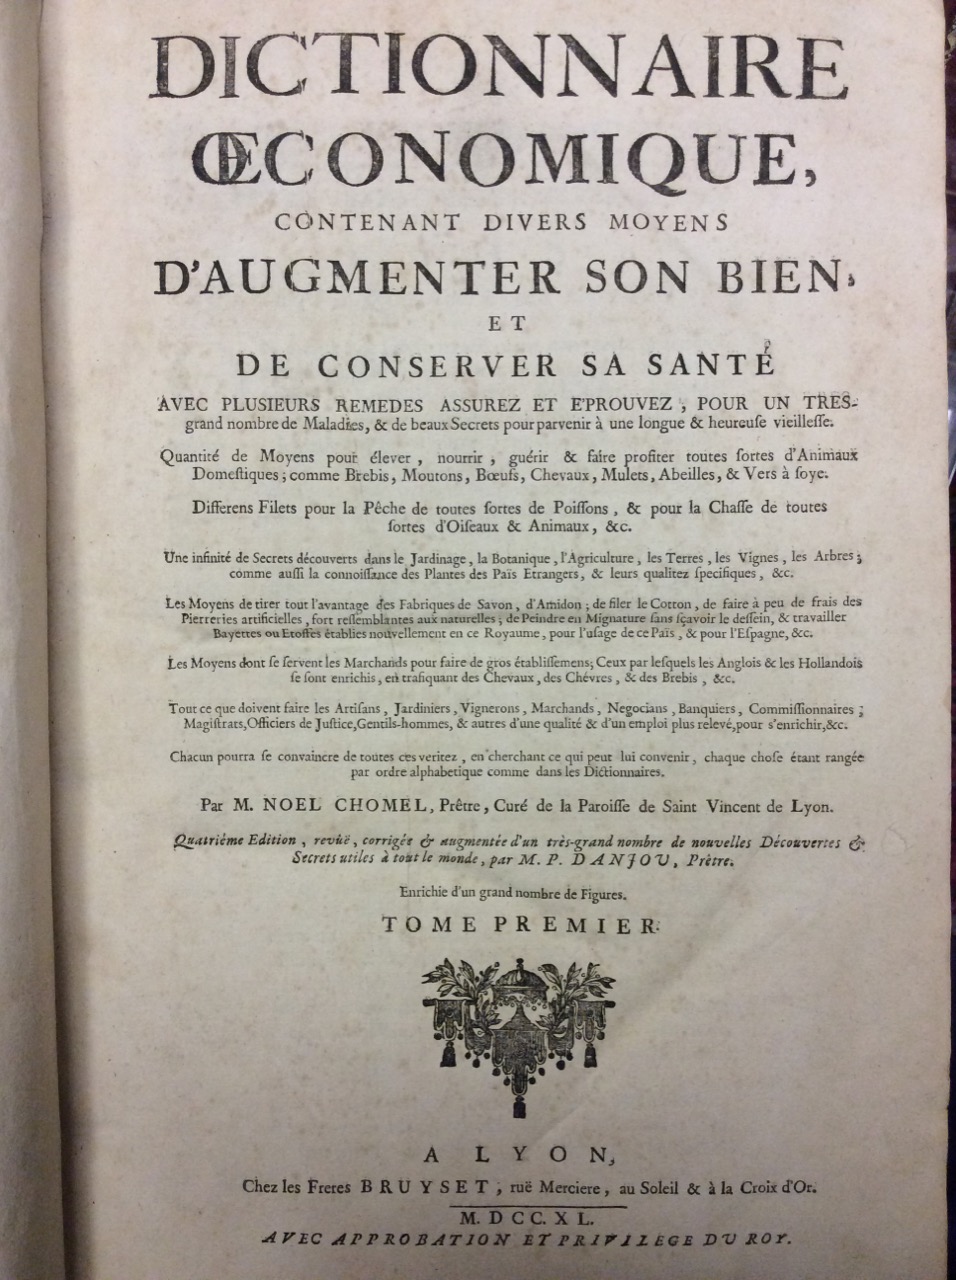 DICTIONNAIRE
ŒCONOMIQUE,
CONTENANT DIVERS MOYENS
D'AUGMENTER SON BIEN,
ET
DE CONSERVER SA SANTÉ
AVEC PLUSIEURS REMEDES ASSUREZ ET E'PROUVEZ, POUR UN TRES-
grand nombre de Maladies, & de beaux Secrets pour parvenir à une longue & heureuſe vieilleſſe.
Quantité de Moyens pour élever, nourrir, guérir & faire profiter toutes ſortes d'Animaux
Domeſtiques; comme Brebis, Moutons, Bœufs, Chevaux, Mulets, Abeilles, & Vers à ſoye.
Differens Filets pour la Pêche de toutes ſortes de Poiſſons, & pour la Chaſſe de toutes
ſortes d'Oiſeaux & Animaux, &c.
Une infinité de Secrets découverts dans le Jardinage, la Botanique, l'Agriculture, les Terres, les Vignes, les Arbres;
comme auſſi la connoiſſance des Plantes des Païs Etrangers, & leurs qualitez ſpecifiques, &c.
Les Moyens de tirer tout l'avantage des Fabriques de Savon, d'Amidon; de filer le Cotton, de faire à peu de frais des
Pierreries artificielles, fort reſſemblantes aux naturelles; de Peindre en Mignature ſans ſçavoir le deſſein, & travailler
Bayettes ou Etoffes établies nouvellement en ce Royaume, pour l'uſage de ce Païs, & pour l'Eſpagne, &c.
Les Moyens dont ſe ſervent les Marchands pour faire de gros établiſſemens; Ceux par leſquels les Anglois & les Hollandois
ſe ſont enrichis, en trafiquant des Chevaux, des Chévres, & des Brebis, &c.
Tout ce que doivent faire les Artiſans, Jardiniers, Vignerons, Marchands, Negocians, Banquiers, Commiſſionnaires;
Magiſtrats, Officiers de Juſtice, Gentils-hommes, & autres d'une qualité & d'un emploi plus relevé, pour s'enrichir, &c.
Chacun pourra ſe convaincre de toutes ces veritez, en cherchant ce qui peut lui convenir, chaque choſe étant rangée
par ordre alphabetique comme dans les Dictionnaires.
Par M. NOEL CHOMEL, Prêtre, Curé de la Paroiſſe de Saint Vincent de Lyon.
Quatriéme Edition, revûë, corrigée & augmentée d'un très-grand nombre de nouvelles Découvertes &
Secrets utiles à tout le monde, par M. P. DANJOU, Prètre.
Enrichie d'un grand nombre de Figures.
TOME PREMIER.
A LYON,
Chez les Freres BRUYSET, ruë Merciere, au Soleil & à la Croix d'Or.
M. DCC. XL.
AVEC APPROBATION ET PRIVILEGE DU ROY.